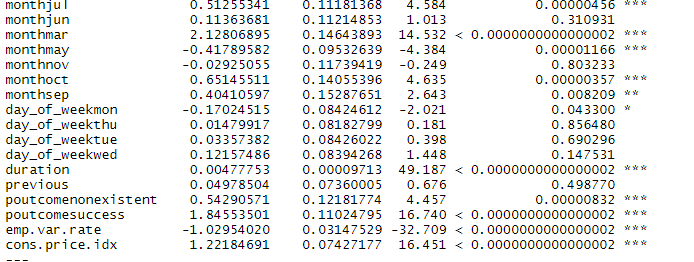 monthjul 0.51255341 0.11181368 4.584 0.00000456 ***
monthjun 0.11363681 0.11214853 1.013 0.310931
monthmar 2.12806895 0.14643893 14.532 < 0.0000000000000002 ***
monthmay -0.41789582 0.09532639 -4.384 0.00001166 ***
monthnov -0.02925055 0.11739419 -0.249 0.803233
monthoct 0.65145511 0.14055396 4.635 0.00000357 ***
monthsep 0.40410597 0.15287651 2.643 0.008209 **
day_of_weekmon -0.17024515 0.08424612 -2.021 0.043300 *
day_of_weekthu 0.01479917 0.08182799 0.181 0.856480
day_of_weektue 0.03357382 0.08426022 0.398 0.690296
day_of_weekwed 0.12157486 0.08394268 1.448 0.147531
duration 0.00477753 0.00009713 49.187 < 0.0000000000000002 ***
previous 0.04978504 0.07360005 0.676 0.498770
poutcomenonexistent 0.54290571 0.12181774 4.457 0.00000832 ***
poutcomesuccess 1.84553501 0.11024795 16.740 < 0.0000000000000002 ***
emp.var.rate -1.02954020 0.03147529 -32.709 < 0.0000000000000002 ***
cons.price.idx 1.22184691 0.07427177 16.451 < 0.0000000000000002 ***
---